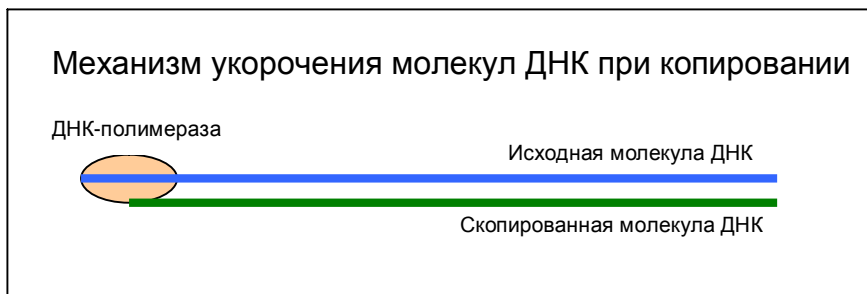 Механизм укорочения молекул ДНК при копировании
ДНК-полимераза
Исходная молекула ДНК
Скопированная молекула ДНК